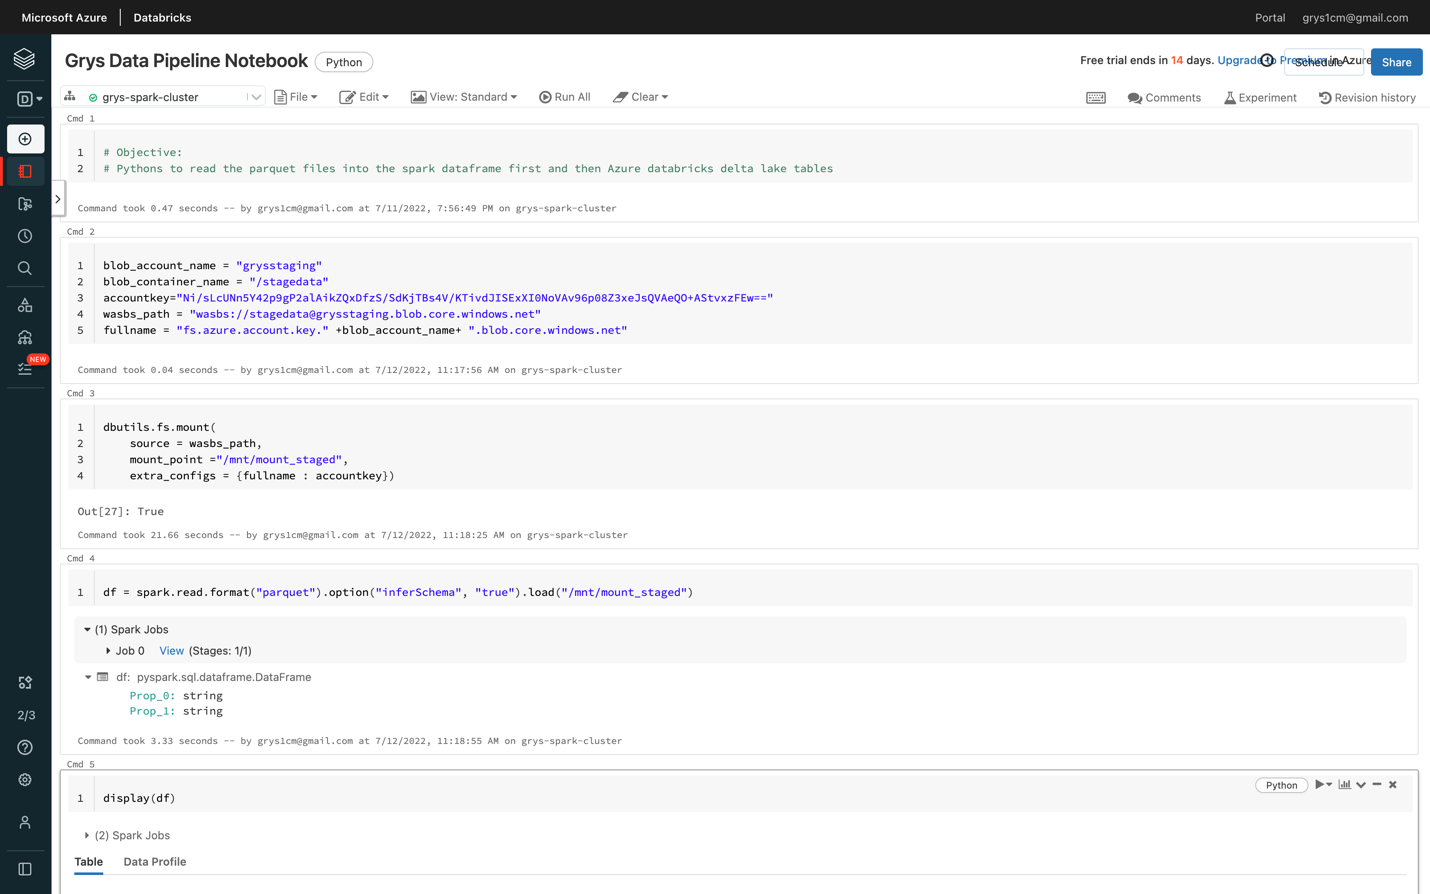 Microsoft Azure | Databricks
Portal grys1cm@gmail.com
Grys Data Pipeline Notebook Python
Free trial ends in 14 days. Upgrade to Premium in Azure
Schedule
Share
D
grys-spark-cluster File Edit View: Standard Run All Clear
Comments Experiment Revision history
Cmd 1
1 # Objective:
2 # Pythons to read the parquet files into the spark dataframe first and then Azure databricks delta lake tables
Command took 0.47 seconds -- by grys1cm@gmail.com at 7/11/2022, 7:56:49 PM on grys-spark-cluster
Cmd 2
1 blob_account_name = "grysstaging"
2 blob_container_name = "/stagedata"
3 accountkey="Ni/sLcUNn5Y42p9gP2alAikZQxDfzS/SdKjTBs4V/KTivdJISExXI0NoVAv96p08Z3xeJsQVAeQO+AStvxzFEw=="
4 wasbs_path = "wasbs://stagedata@grysstaging.blob.core.windows.net"
5 fullname = "fs.azure.account.key." +blob_account_name+ ".blob.core.windows.net"
Command took 0.04 seconds -- by grys1cm@gmail.com at 7/12/2022, 11:17:56 AM on grys-spark-cluster
NEW
Cmd 3
1 dbutils.fs.mount(
2 source = wasbs_path,
3 mount_point ="/mnt/mount_staged",
4 extra_configs = {fullname : accountkey})
Out[27]: True
Command took 21.66 seconds -- by grys1cm@gmail.com at 7/12/2022, 11:18:25 AM on grys-spark-cluster
Cmd 4
1 df = spark.read.format("parquet").option("inferSchema", "true").load("/mnt/mount_staged")
(1) Spark Jobs
Job 0 View (Stages: 1/1)
df: pyspark.sql.dataframe.DataFrame
Prop_0: string
Prop_1: string
2/3
Command took 3.33 seconds -- by grys1cm@gmail.com at 7/12/2022, 11:18:55 AM on grys-spark-cluster
Cmd 5
Python
1 display(df)
(2) Spark Jobs
Table Data Profile